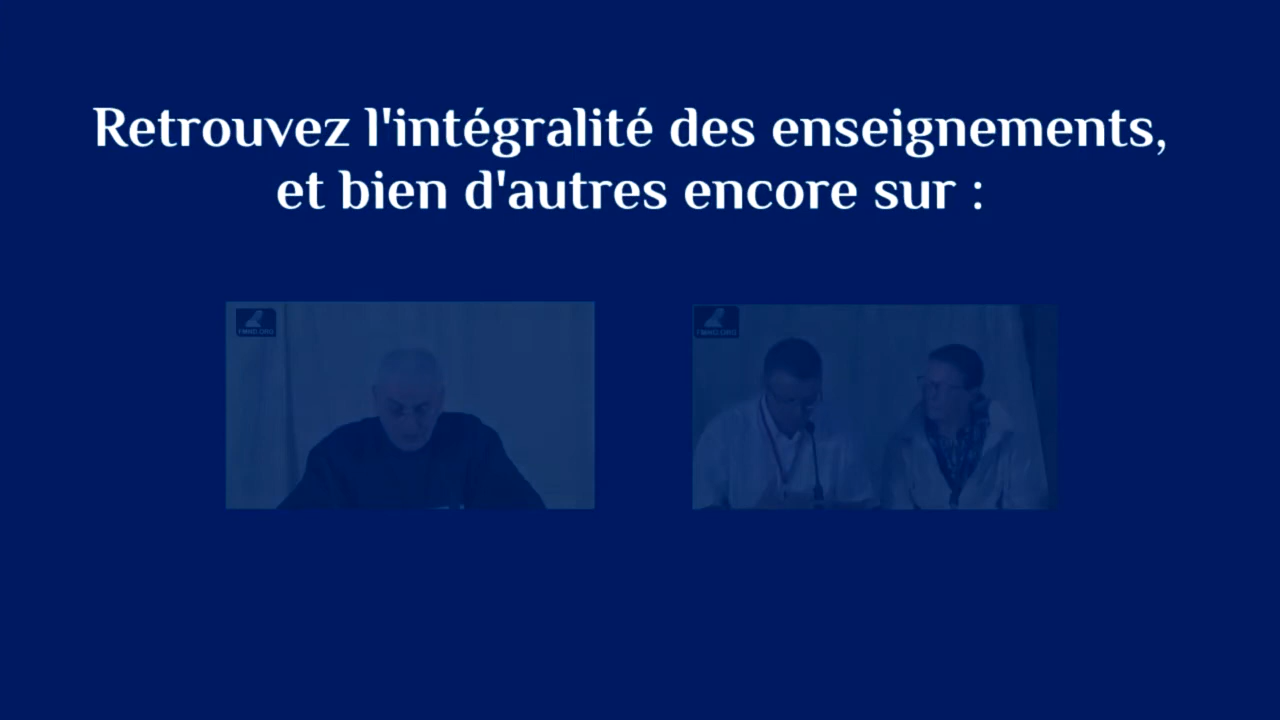 Retrouvez l'intégralité des enseignements,
et bien d'autres encore sur :